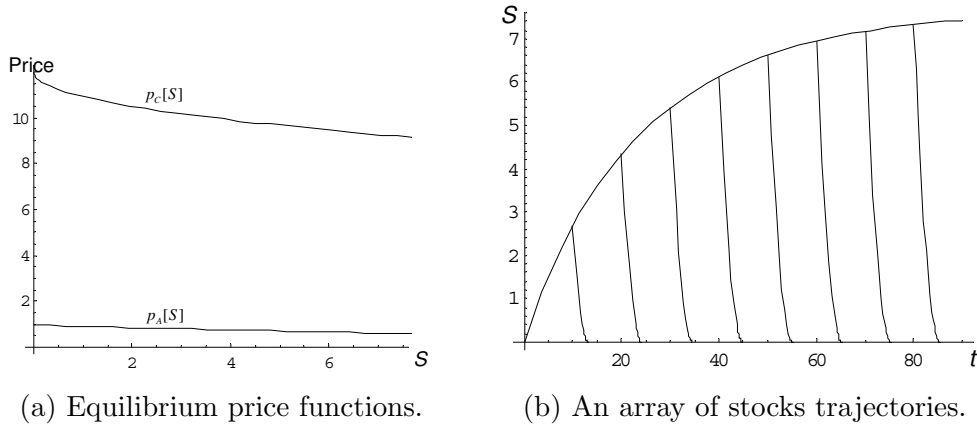 Price
p_C[S]
10
8
6
4
2
p_A[S]
2 4 6 S
(a) Equilibrium price functions.
S
7
6
5
4
3
2
1
20 40 60 80 t
(b) An array of stocks trajectories.